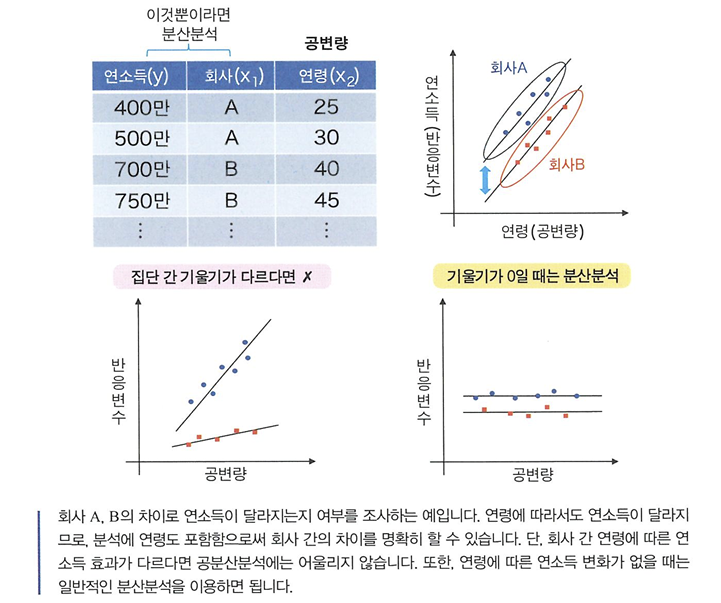 이것뿐이라면
분산분석
공변량
연소득(y) 회사(x₁) 연령(x₂)
400만 A 25
500만 A 30
700만 B 40
750만 B 45
⋮ ⋮ ⋮
연소득(반응변수)
회사A
회사B
연령(공변량)
집단 간 기울기가 다르다면 ✗
반응변수
공변량
기울기가 0일 때는 분산분석
반응변수
공변량
회사 A, B의 차이로 연소득이 달라지는지 여부를 조사하는 예입니다. 연령에 따라서도 연소득이 달라지
므로, 분석에 연령도 포함함으로써 회사 간의 차이를 명확히 할 수 있습니다. 단, 회사 간 연령에 따른 연
소득 효과가 다르다면 공분산분석에는 어울리지 않습니다. 또한, 연령에 따른 연소득 변화가 없을 때는
일반적인 분산분석을 이용하면 됩니다.